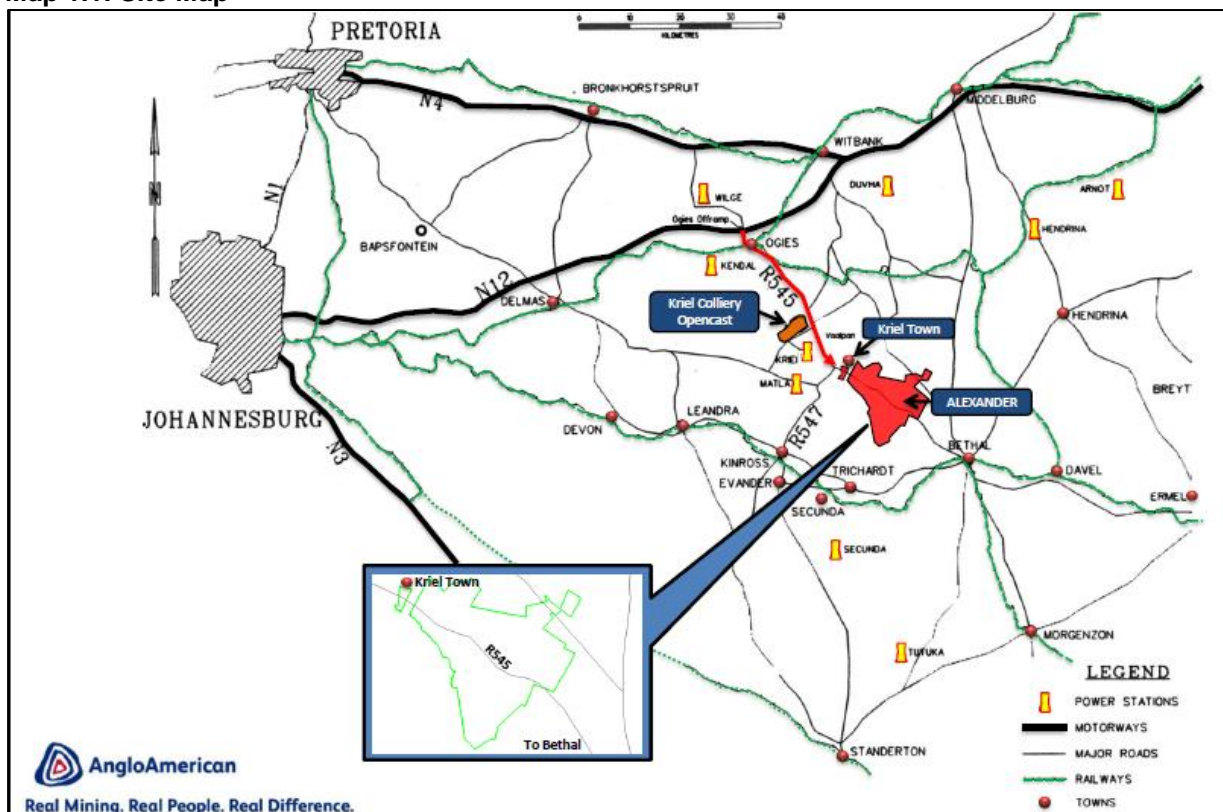 Map 1.1: Site Map
40
KILOMETRES
PRETORIA
N4
BRONKHORSTSPRUIT
MIDDELBURG
WITBANK
N1
WILGE
DUVHA
ARNOT
Ogies Offramp
HENDRINA
BAPSFONTEIN
OGIES
KENDAL
N12
R545
DELMAS
Kriel Colliery
Opencast
Kriel Town
HENDRINA
KRIEL
MATLA
BREYT
ALEXANDER
JOHANNESBURG
N3
DEVON
LEANDRA
R547
BETHAL
KINROSS
EVANDER
TRICHARDT
DAVEL
SECUNDA
ERMEL
SECUNDA
Kriel Town
R545
To Bethal
MORGENZON
TUTUKA
LEGEND
POWER STATIONS
MOTORWAYS
MAJOR ROADS
RAILWAYS
TOWNS
STANDERTON
AngloAmerican
Real Mining. Real People. Real Difference.